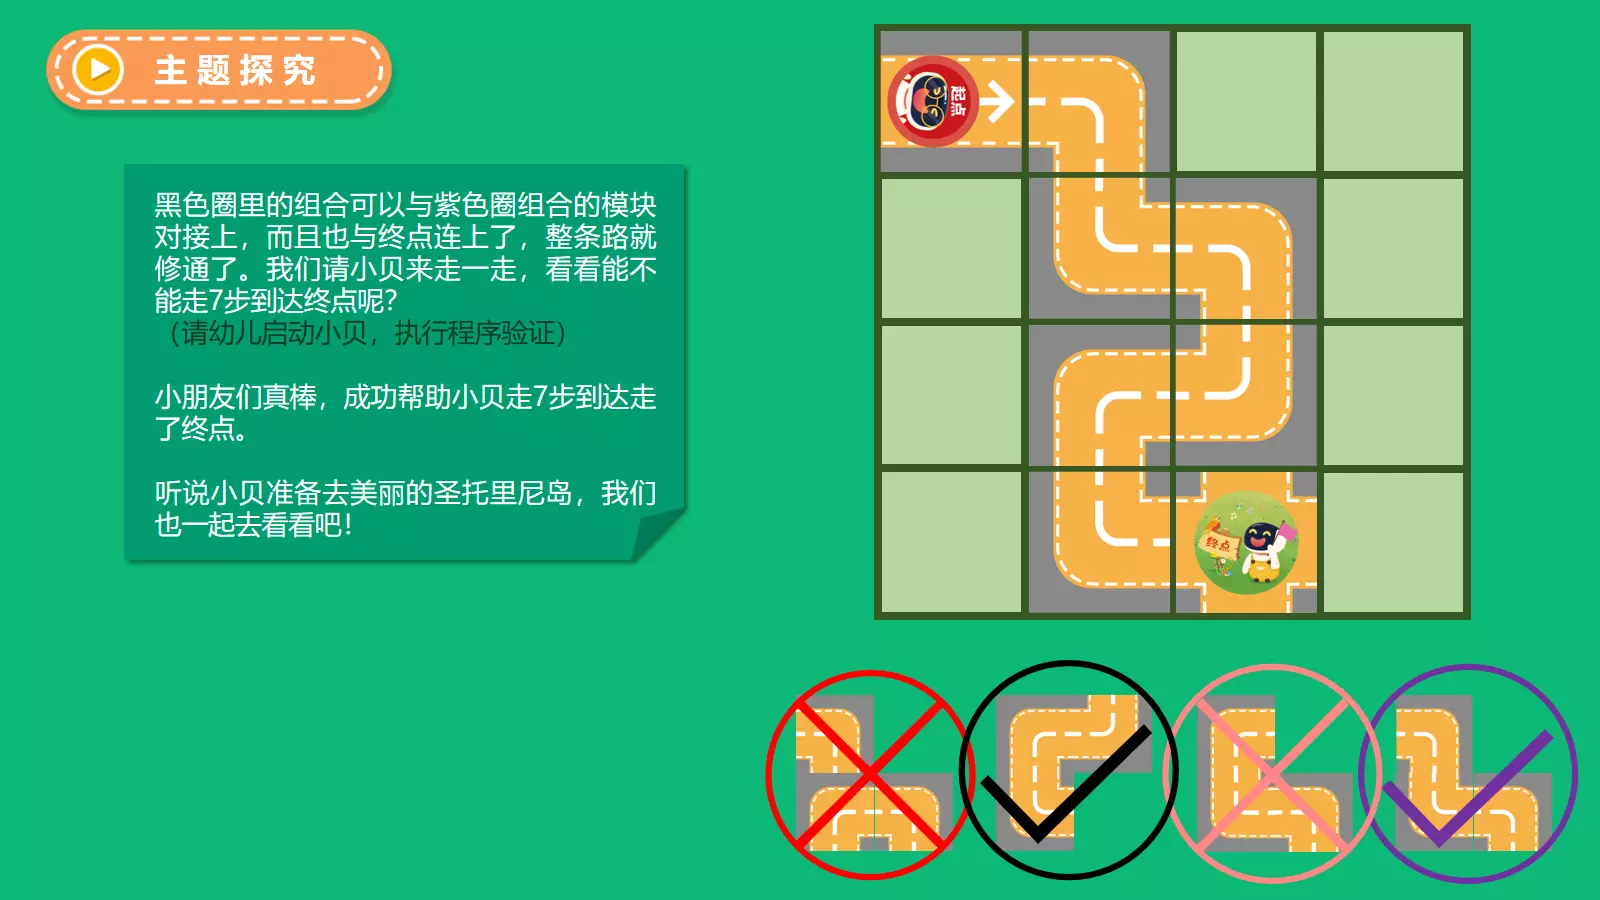 主题探究
起点
黑色圈里的组合可以与紫色圈组合的模块
对接上，而且也与终点连上了，整条路就
修通了。我们请小贝来走一走，看看能不
能走7步到达终点呢？
（请幼儿启动小贝，执行程序验证）
小朋友们真棒，成功帮助小贝走7步到达走
了终点。
听说小贝准备去美丽的圣托里尼岛，我们
也一起去看看吧！
终点